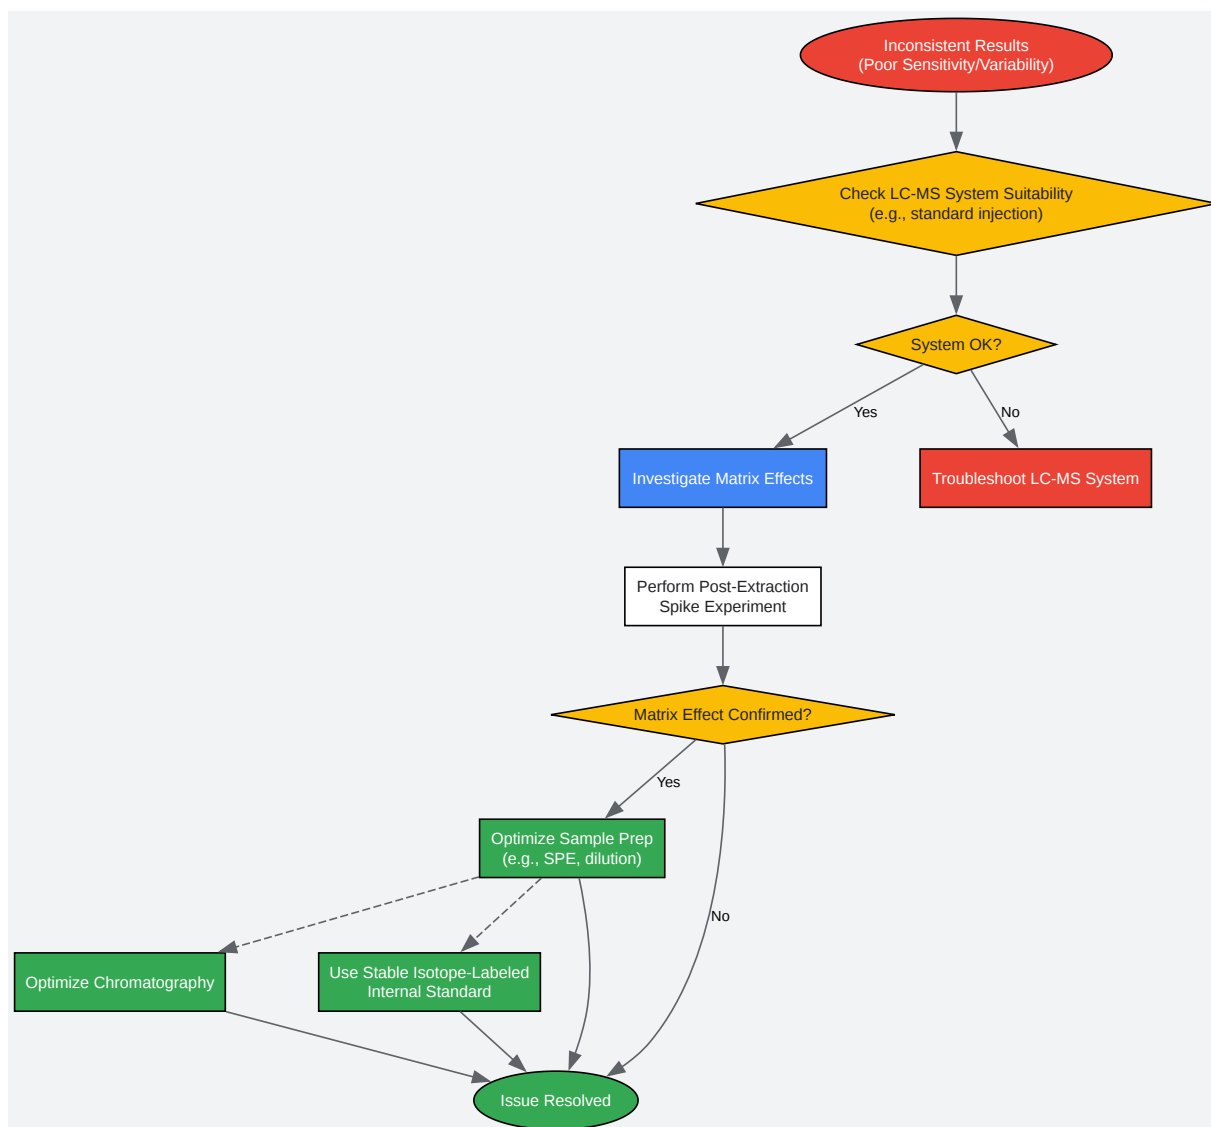 Inconsistent Results
(Poor Sensitivity/Variability)
Check LC-MS System Suitability
(e.g., standard injection)
System OK?
Yes
No
Investigate Matrix Effects
Troubleshoot LC-MS System
Perform Post-Extraction
Spike Experiment
Matrix Effect Confirmed?
Yes
Optimize Sample Prep
(e.g., SPE, dilution)
No
Optimize Chromatography
Use Stable Isotope-Labeled
Internal Standard
Issue Resolved